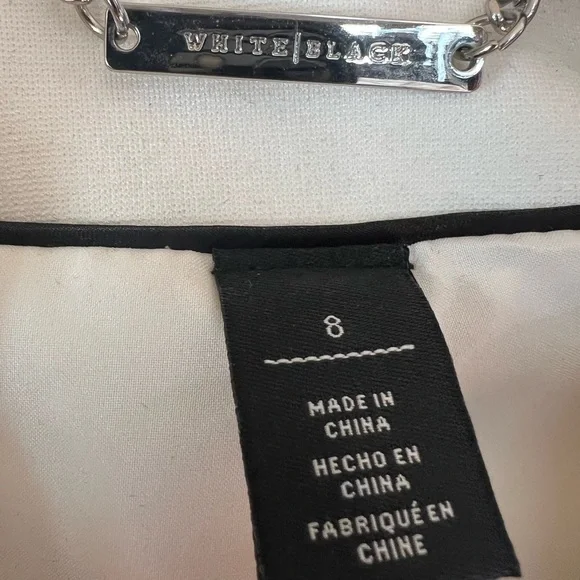 WHITE|BLACK
8
MADE IN
CHINA
HECHO EN
CHINA
FABRIQUÉ EN
CHINE